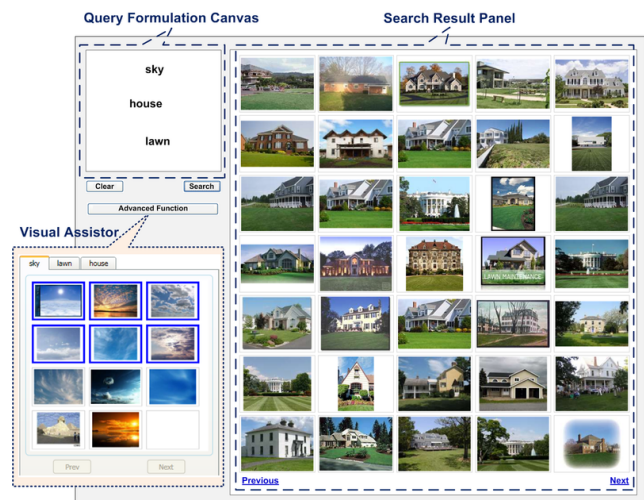 Query Formulation Canvas
Search Result Panel
sky
house
lawn
Clear
Search
Advanced Function
Visual Assistor
sky
lawn
house
LAWN MAINTENANCE
Prev
Next
Previous
Next